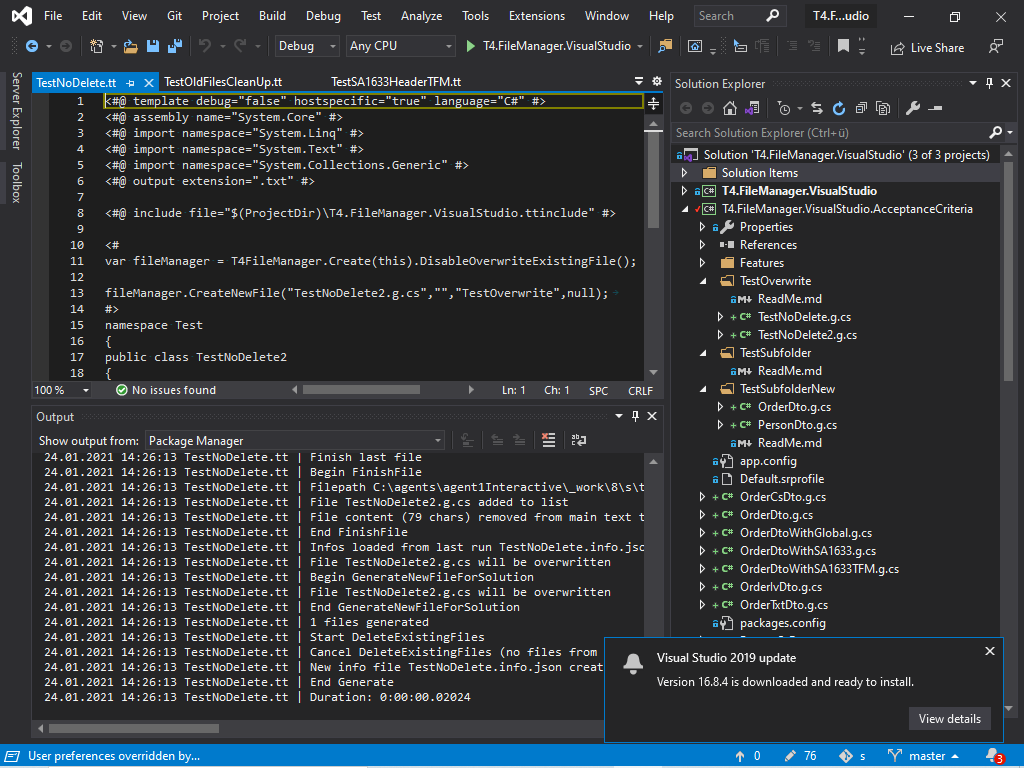 File Edit View Git Project Build Debug Test Analyze Tools Extensions Window Help Search T4.F...udio
Debug Any CPU T4.FileManager.VisualStudio Live Share
Server Explorer
Toolbox
TestNoDelete.tt TestOldFilesCleanUp.tt TestSA1633HeaderTFM.tt
1 <#@ template debug="false" hostspecific="true" language="C#" #>
2 <#@ assembly name="System.Core" #>
3 <#@ import namespace="System.Linq" #>
4 <#@ import namespace="System.Text" #>
5 <#@ import namespace="System.Collections.Generic" #>
6 <#@ output extension=".txt" #>
7
8 <#@ include file="$(ProjectDir)\T4.FileManager.VisualStudio.ttinclude" #>
9
10 <#
11 var fileManager = T4FileManager.Create(this).DisableOverwriteExistingFile();
12
13 fileManager.CreateNewFile("TestNoDelete2.g.cs","","TestOverwrite",null);
14 #>
15 namespace Test
16 {
17 public class TestNoDelete2
18 {
100 % No issues found Ln: 1 Ch: 1 SPC CRLF
Output
Show output from: Package Manager
24.01.2021 14:26:13 TestNoDelete.tt | Finish last file
24.01.2021 14:26:13 TestNoDelete.tt | Begin FinishFile
24.01.2021 14:26:13 TestNoDelete.tt | Filepath C:\agents\agent1Interactive\_work\8\s\t
24.01.2021 14:26:13 TestNoDelete.tt | File TestNoDelete2.g.cs added to list
24.01.2021 14:26:13 TestNoDelete.tt | File content (79 chars) removed from main text t
24.01.2021 14:26:13 TestNoDelete.tt | End FinishFile
24.01.2021 14:26:13 TestNoDelete.tt | Infos loaded from last run TestNoDelete.info.jso
24.01.2021 14:26:13 TestNoDelete.tt | File TestNoDelete2.g.cs will be overwritten
24.01.2021 14:26:13 TestNoDelete.tt | Begin GenerateNewFileForSolution
24.01.2021 14:26:13 TestNoDelete.tt | File TestNoDelete2.g.cs will be overwritten
24.01.2021 14:26:13 TestNoDelete.tt | End GenerateNewFileForSolution
24.01.2021 14:26:13 TestNoDelete.tt | 1 files generated
24.01.2021 14:26:13 TestNoDelete.tt | Start DeleteExistingFiles
24.01.2021 14:26:13 TestNoDelete.tt | Cancel DeleteExistingFiles (no files from
24.01.2021 14:26:13 TestNoDelete.tt | New info file TestNoDelete.info.json creat
24.01.2021 14:26:13 TestNoDelete.tt | End Generate
24.01.2021 14:26:13 TestNoDelete.tt | Duration: 0:00:00.02024
Solution Explorer
Search Solution Explorer (Ctrl+ü)
Solution 'T4.FileManager.VisualStudio' (3 of 3 projects)
Solution Items
C# T4.FileManager.VisualStudio
C# T4.FileManager.VisualStudio.AcceptanceCriteria
Properties
References
Features
TestOverwrite
M+ ReadMe.md
+ C# TestNoDelete.g.cs
+ C# TestNoDelete2.g.cs
TestSubfolder
M+ ReadMe.md
TestSubfolderNew
+ C# OrderDto.g.cs
+ C# PersonDto.g.cs
M+ ReadMe.md
app.config
Default.srprofile
+ C# OrderCsDto.g.cs
+ C# OrderDto.g.cs
+ C# OrderDtoWithGlobal.g.cs
+ C# OrderDtoWithSA1633.g.cs
+ C# OrderDtoWithSA1633TFM.g.cs
+ C# OrderIvDto.g.cs
+ C# OrderTxtDto.g.cs
packages.config
Visual Studio 2019 update
Version 16.8.4 is downloaded and ready to install.
View details
User preferences overridden by... 0 76 s master 3